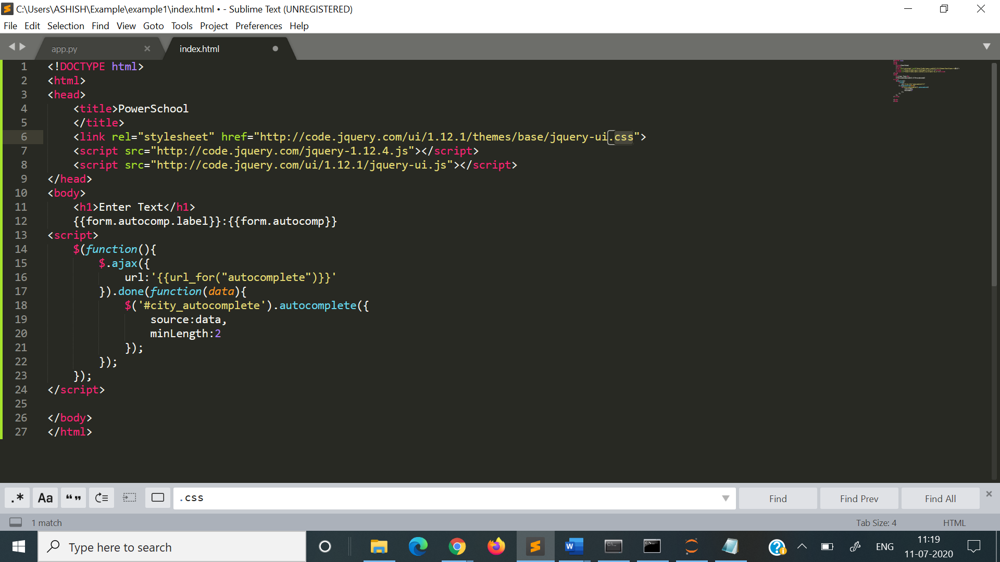 C:\Users\ASHISH\Example\example1\index.html • - Sublime Text (UNREGISTERED)
File Edit Selection Find View Goto Tools Project Preferences Help
app.py index.html
1 <!DOCTYPE html>
2 <html>
3 <head>
4 <title>PowerSchool
5 </title>
6 <link rel="stylesheet" href="http://code.jquery.com/ui/1.12.1/themes/base/jquery-ui.css">
7 <script src="http://code.jquery.com/jquery-1.12.4.js"></script>
8 <script src="http://code.jquery.com/ui/1.12.1/jquery-ui.js"></script>
9 </head>
10 <body>
11 <h1>Enter Text</h1>
12 {{form.autocomp.label}}:{{form.autocomp}}
13 <script>
14 $(function(){
15 $.ajax({
16 url:'{{url_for("autocomplete")}}'
17 }).done(function(data){
18 $('#city_autocomplete').autocomplete({
19 source:data,
20 minLength:2
21 });
22 });
23 });
24 </script>
25
26 </body>
27 </html>
.* Aa “” .css Find Find Prev Find All
1 match Tab Size: 4 HTML
Type here to search ENG 11:19
11-07-2020